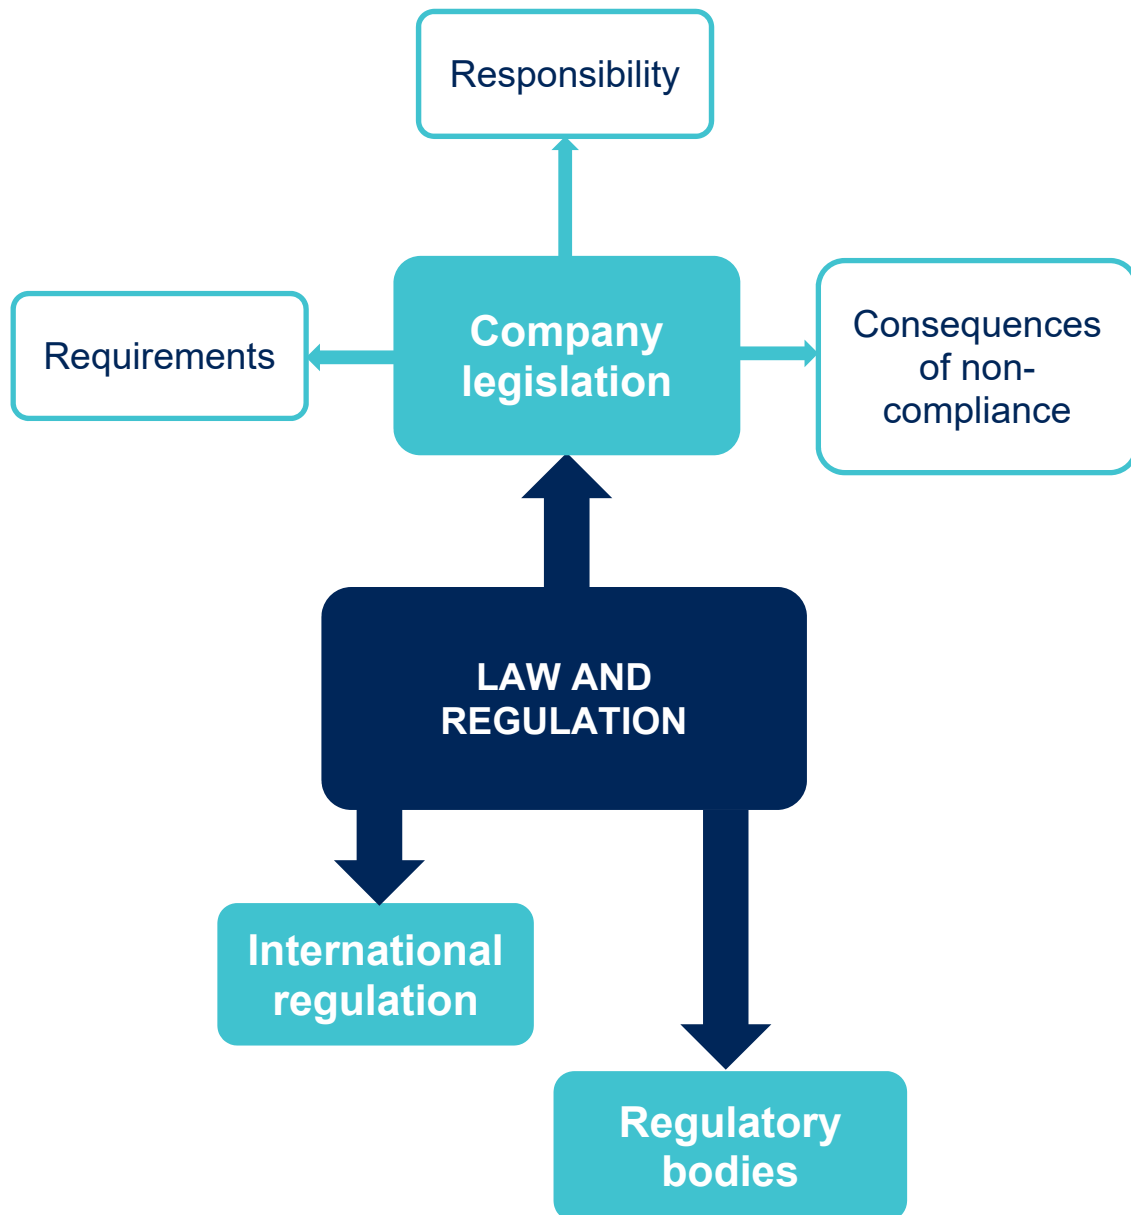 Responsibility
Requirements
Company
legislation
Consequences
of non-
compliance
LAW AND
REGULATION
International
regulation
Regulatory
bodies